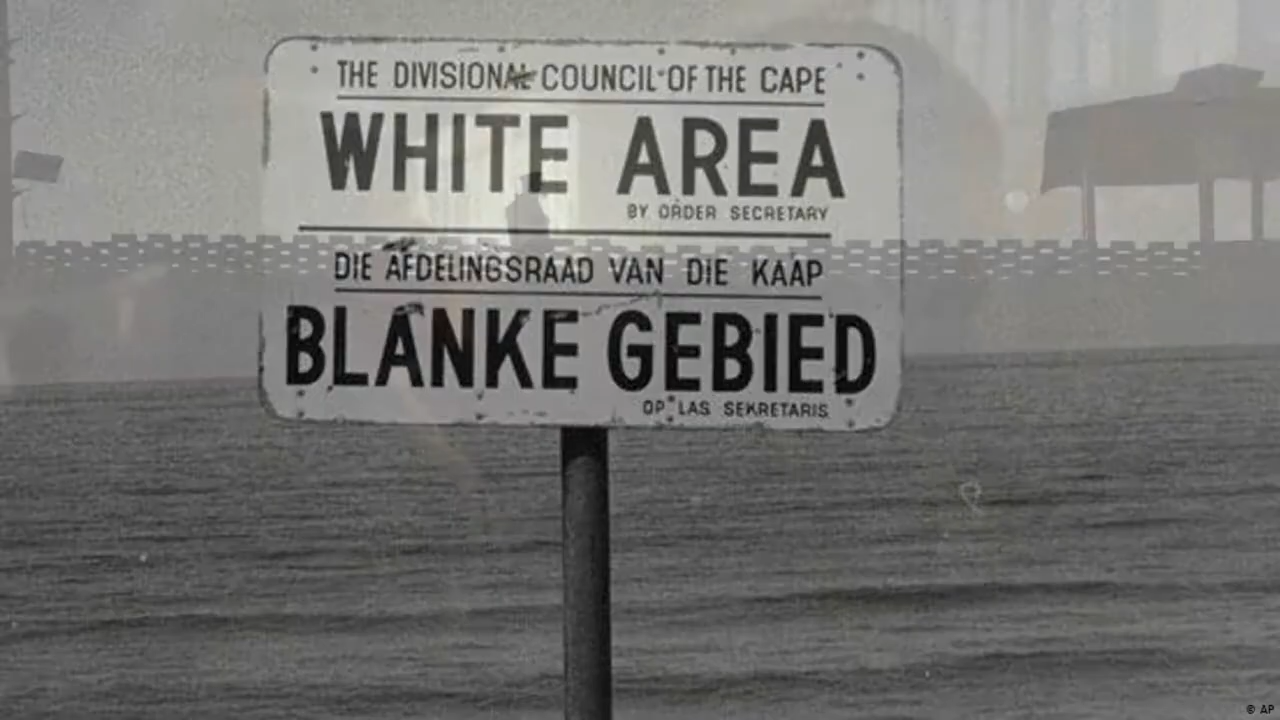 THE DIVISIONAL COUNCIL OF THE CAPE
WHITE AREA
BY ORDER SECRETARY
DIE AFDELINGSRAAD VAN DIE KAAP
BLANKE GEBIED
OP LAS SEKRETARIS
© AP